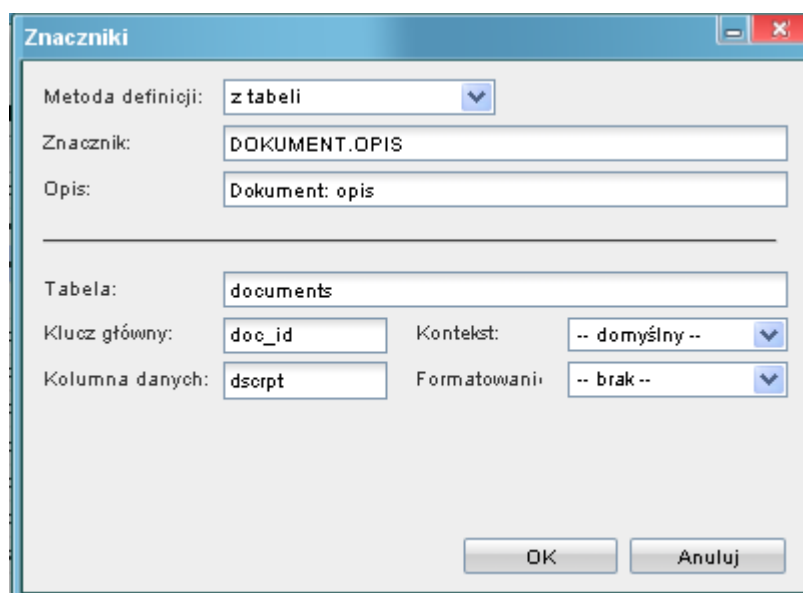 Znaczniki
Metoda definicji: z tabeli
Znacznik: DOKUMENT.OPIS
Opis: Dokument: opis
Tabela: documents
Klucz główny: doc_id Kontekst: -- domyślny --
Kolumna danych: dscrpt Formatowani -- brak --
OK Anuluj